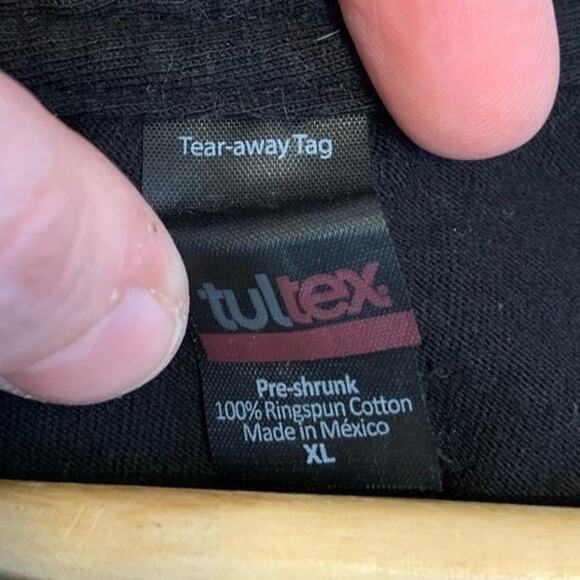 Tear-away Tag
tultex
Pre-shrunk
100% Ringspun Cotton
Made in México
XL